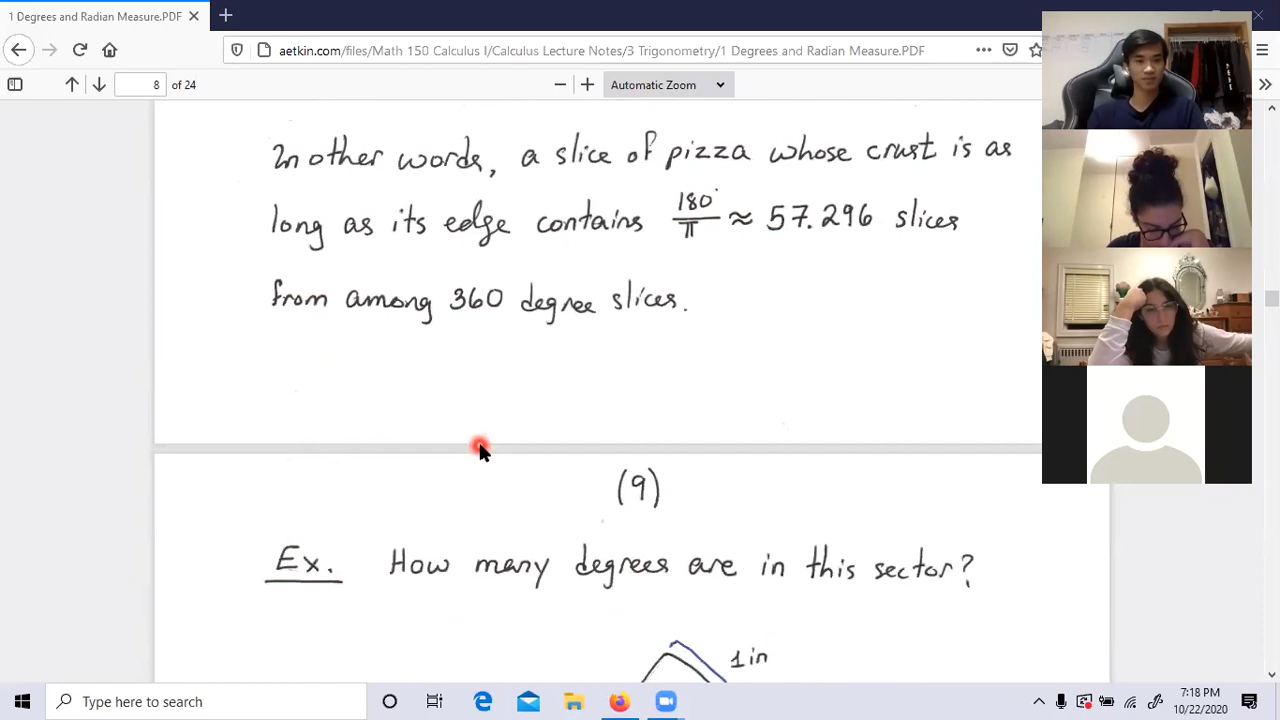 1 Degrees and Radian Measure.PDF
aetkin.com/files/Math 150 Calculus I/Calculus Lecture Notes/3 Trigonometry/1 Degrees and Radian Measure.PDF
8 of 24
Automatic Zoom
In other words, a slice of pizza whose crust is as
long as its edge contains 180°/π ≈ 57.296 slices
from among 360 degree slices.
(9)
Ex. How many degrees are in this sector?
1 in
Type here to search
7:18 PM
10/22/2020